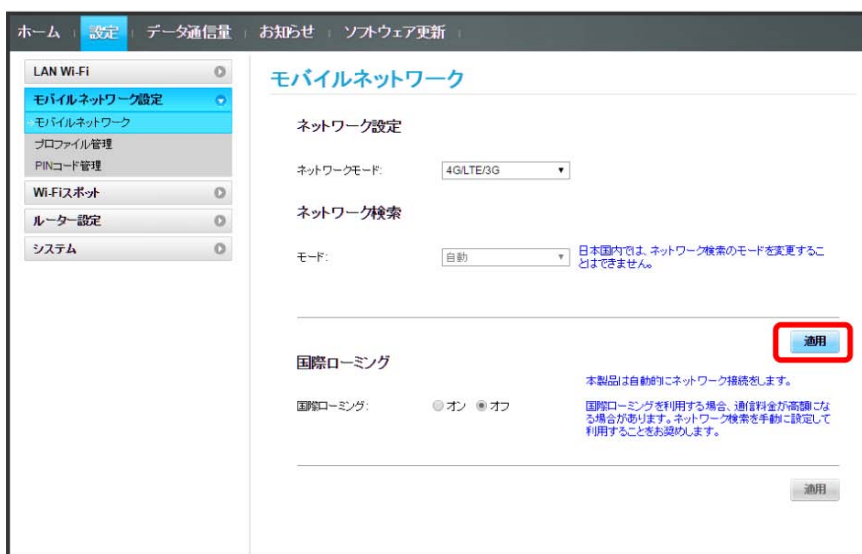 ホーム 設定 データ通信量 お知らせ ソフトウェア更新
LAN Wi-Fi
モバイルネットワーク設定
モバイルネットワーク
プロファイル管理
PINコード管理
Wi-Fiスポット
ルーター設定
システム
モバイルネットワーク
ネットワーク設定
ネットワークモード: 4G/LTE/3G
ネットワーク検索
モード: 自動
日本国内では、ネットワーク検索のモードを変更するこ
とはできません。
適用
国際ローミング
本製品は自動的にネットワーク接続をします。
国際ローミング: オン オフ
国際ローミングを利用する場合、通信料金が高額にな
る場合があります。ネットワーク検索を手動に設定して
利用することをお奨めします。
適用